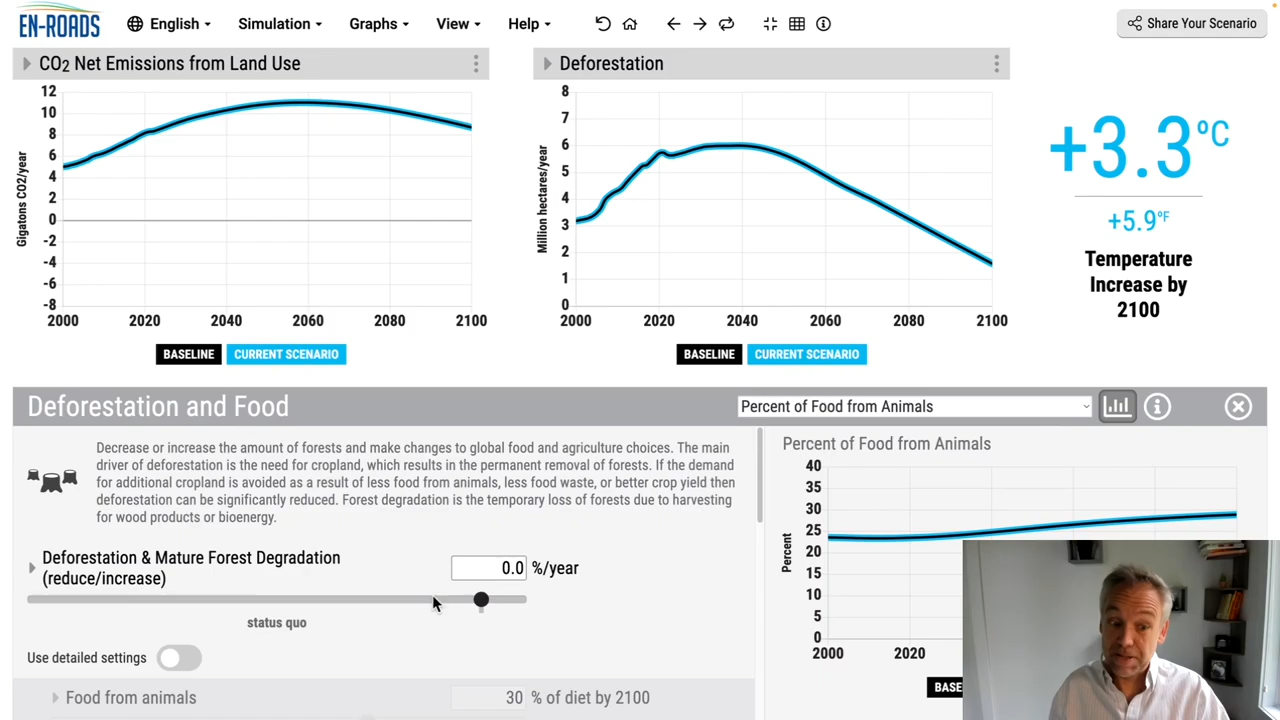 EN-ROADS
English
Simulation
Graphs
View
Help
Share Your Scenario
CO2 Net Emissions from Land Use
Gigatons CO2/year
12
10
8
6
4
2
0
-2
-4
-6
-8
2000 2020 2040 2060 2080 2100
BASELINE CURRENT SCENARIO
Deforestation
Million hectares/year
8
7
6
5
4
3
2
1
0
2000 2020 2040 2060 2080 2100
BASELINE CURRENT SCENARIO
+3.3 ºC
+5.9 ºF
Temperature
Increase by
2100
Deforestation and Food
Percent of Food from Animals
Decrease or increase the amount of forests and make changes to global food and agriculture choices. The main
driver of deforestation is the need for cropland, which results in the permanent removal of forests. If the demand
for additional cropland is avoided as a result of less food from animals, less food waste, or better crop yield then
deforestation can be significantly reduced. Forest degradation is the temporary loss of forests due to harvesting
for wood products or bioenergy.
Deforestation & Mature Forest Degradation
(reduce/increase)
0.0 %/year
status quo
Use detailed settings
Food from animals 30 % of diet by 2100
Percent of Food from Animals
Percent
40
35
30
25
20
15
10
5
0
2000 2020
BASE